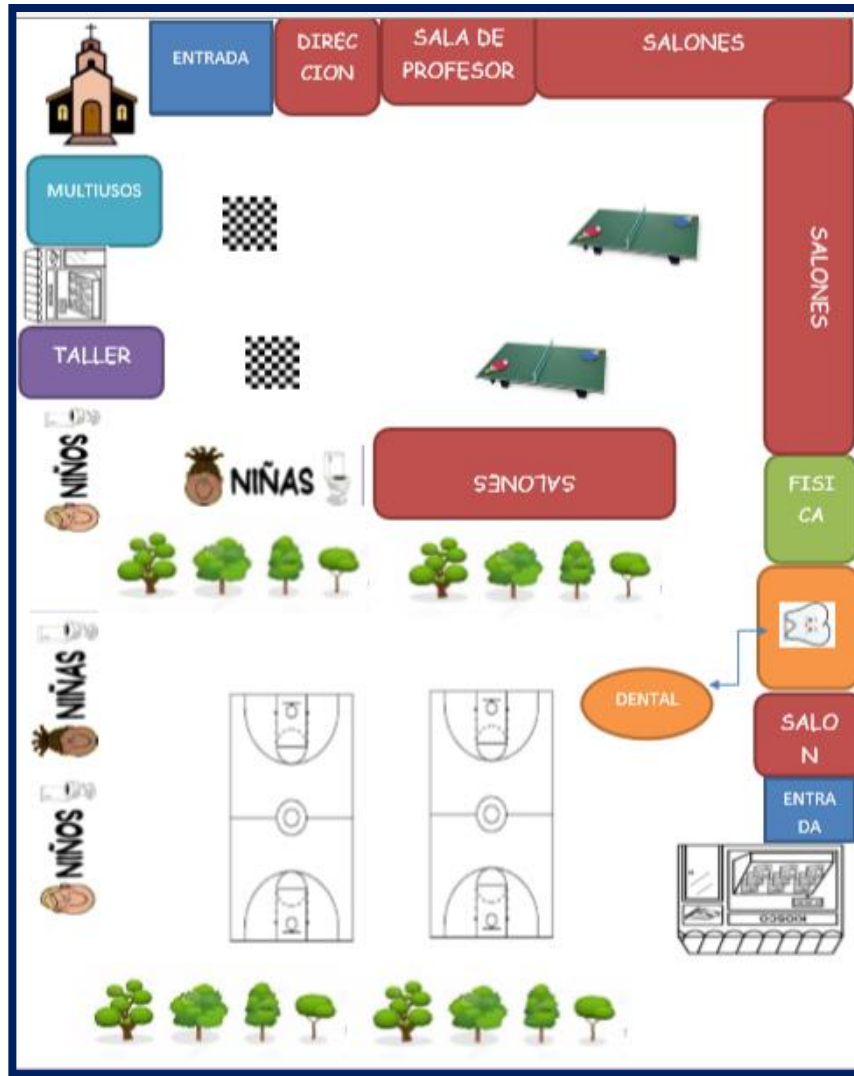 ENTRADA
DIREC
CION
SALA DE
PROFESOR
SALONES
MULTIUSOS
SALONES
TALLER
NIÑOS
NIÑAS
SALONES
FISI
CA
NIÑAS
DENTAL
SALO
N
NIÑOS
ENTRA
DA
KIOSCO